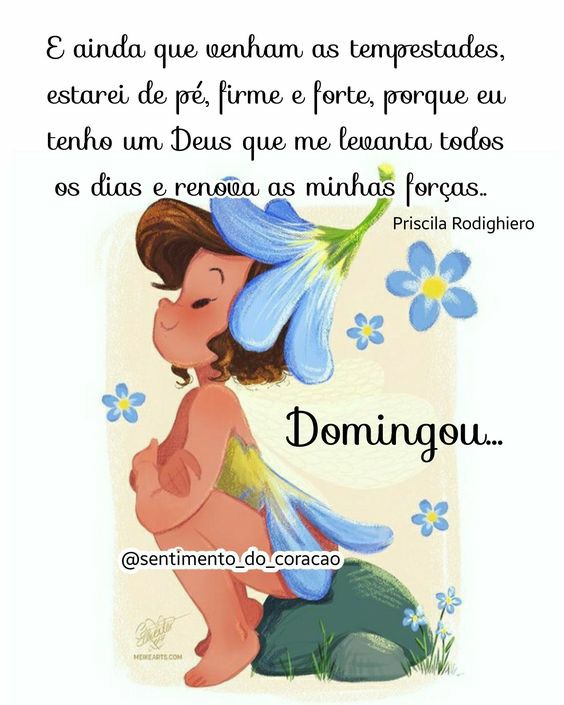 E ainda que venham as tempestades,
estarei de pé, firme e forte, porque eu
tenho um Deus que me levanta todos
os dias e renova as minhas forças..
Priscila Rodighiero
Domingou...
@sentimento_do_coracao
MEIKEARTS.COM